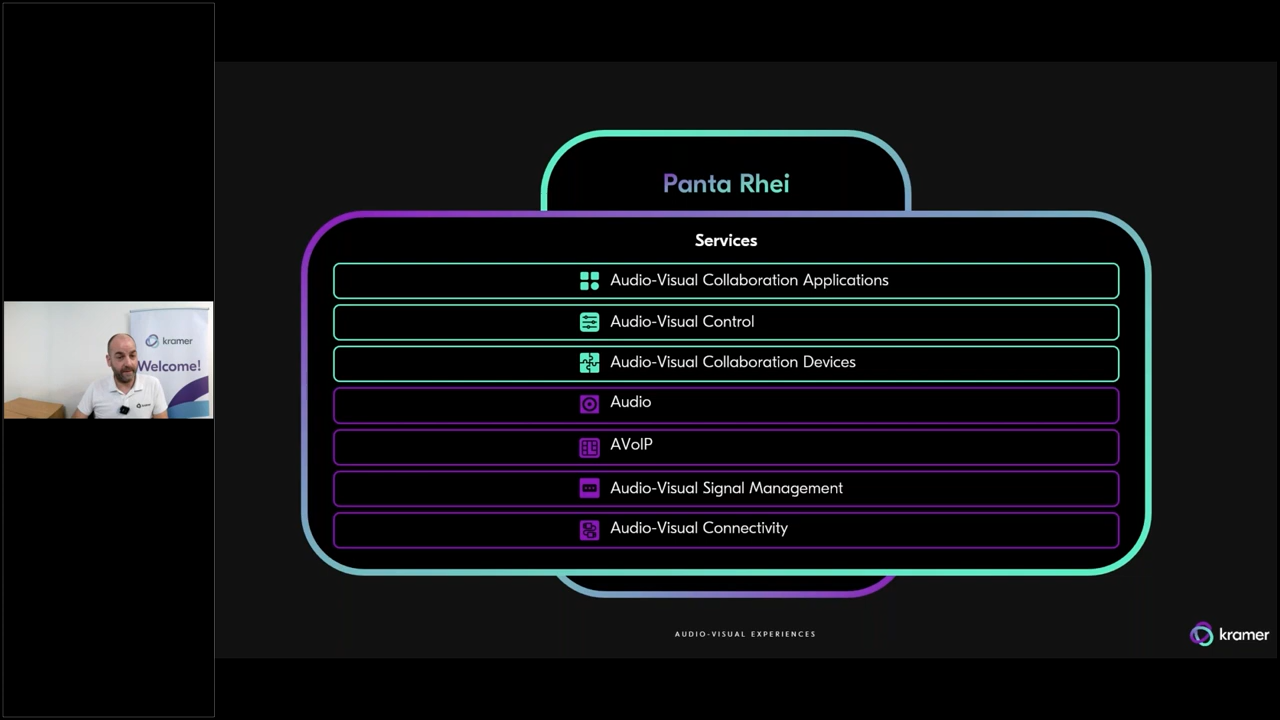 kramer
Welcome!
Panta Rhei
Services
Audio-Visual Collaboration Applications
Audio-Visual Control
Audio-Visual Collaboration Devices
Audio
AVoIP
Audio-Visual Signal Management
Audio-Visual Connectivity
AUDIO-VISUAL EXPERIENCES
kramer